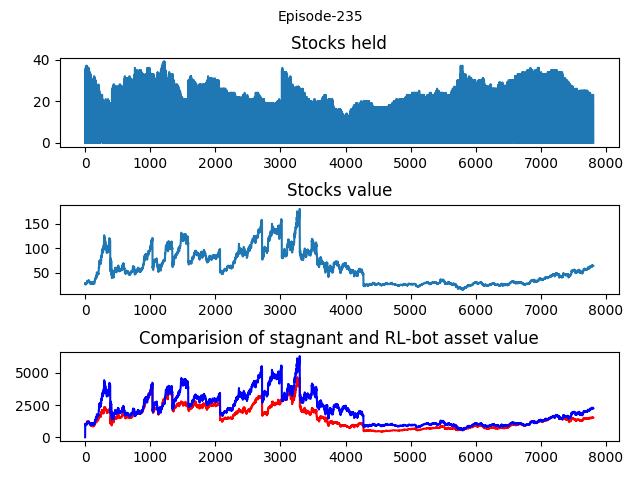 Episode-235
Stocks held
40
20
0
0 1000 2000 3000 4000 5000 6000 7000 8000
Stocks value
150
100
50
0 1000 2000 3000 4000 5000 6000 7000 8000
Comparision of stagnant and RL-bot asset value
5000
2500
0
0 1000 2000 3000 4000 5000 6000 7000 8000